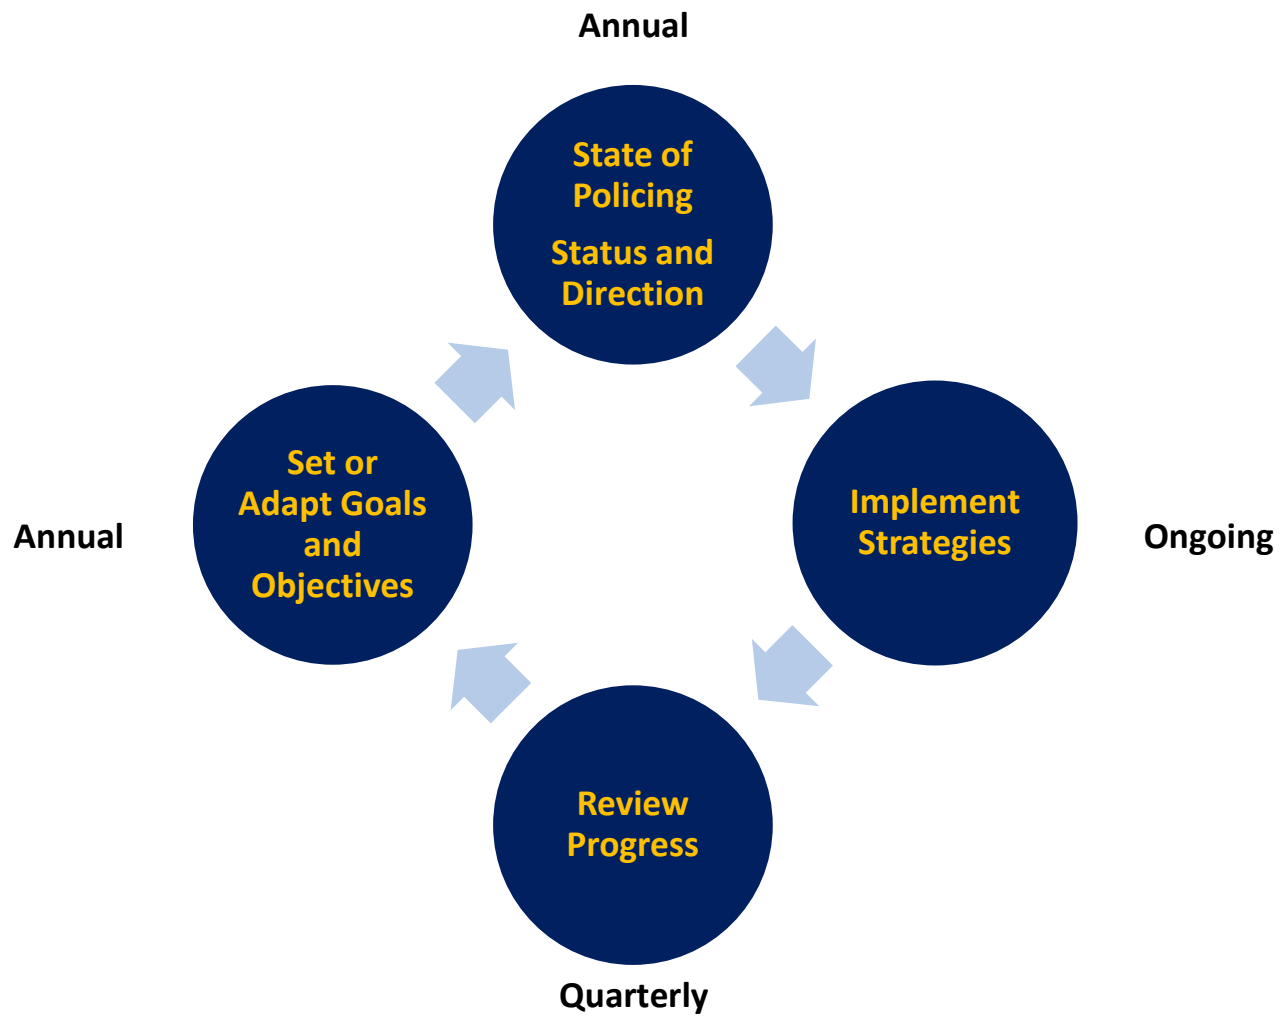 Annual
State of
Policing
Status and
Direction
Set or
Adapt Goals
and
Objectives
Annual
Implement
Strategies
Ongoing
Review
Progress
Quarterly